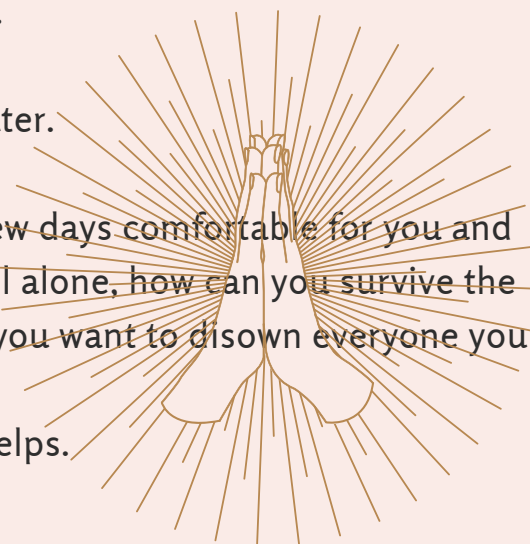 ter.
ew days comfortable for you and
l alone, how can you survive the
you want to disown everyone you
elps.